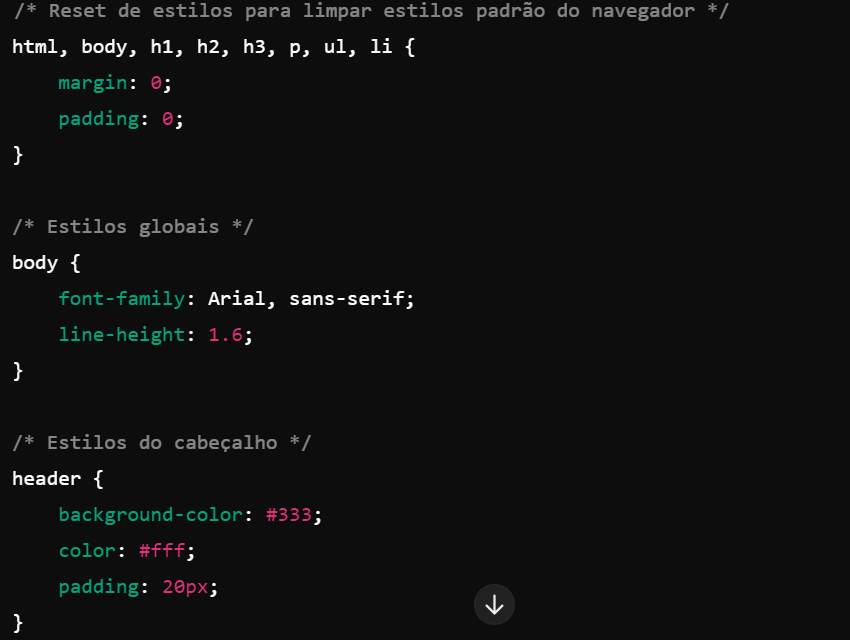 /* Reset de estilos para limpar estilos padrão do navegador */
html, body, h1, h2, h3, p, ul, li {
    margin: 0;
    padding: 0;
}

/* Estilos globais */
body {
    font-family: Arial, sans-serif;
    line-height: 1.6;
}

/* Estilos do cabeçalho */
header {
    background-color: #333;
    color: #fff;
    padding: 20px;
}